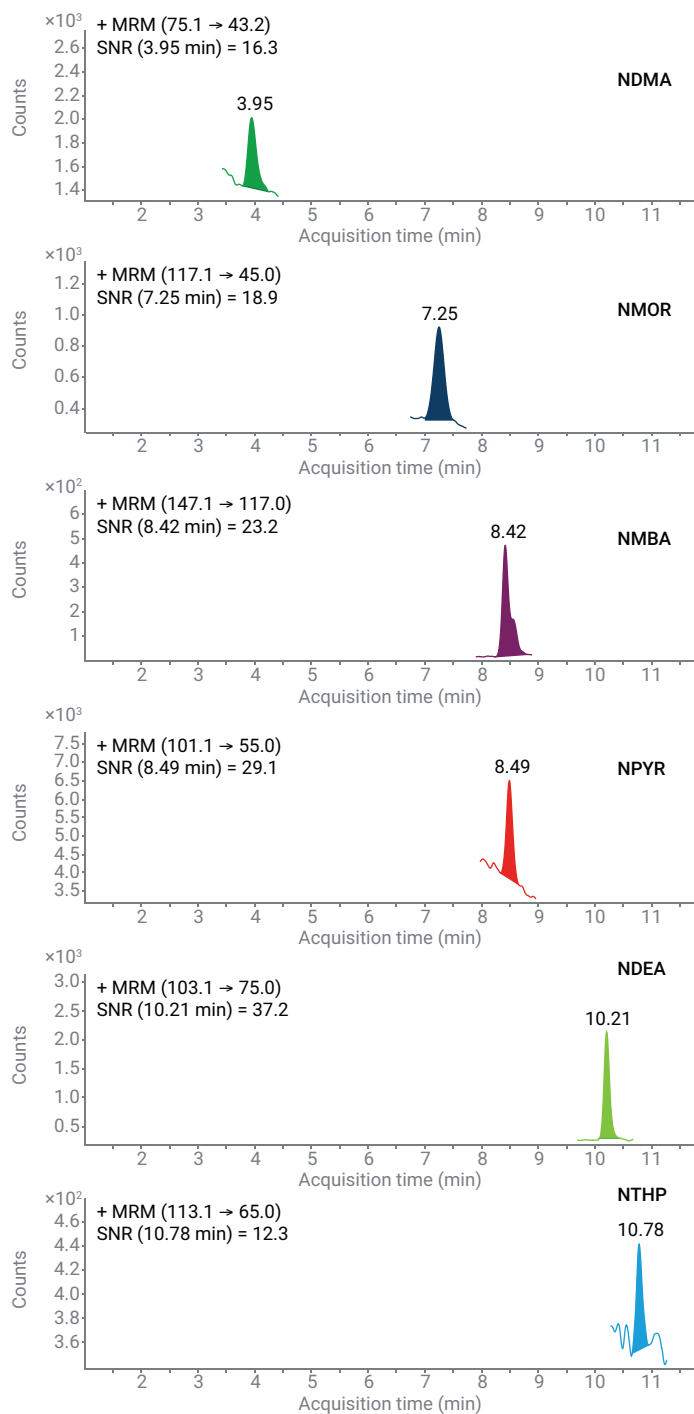 ×10³
+ MRM (75.1 → 43.2)
SNR (3.95 min) = 16.3
NDMA
3.95
Counts
2.6
2.4
2.2
2.0
1.8
1.6
1.4
2 3 4 5 6 7 8 9 10 11
Acquisition time (min)
×10³
+ MRM (117.1 → 45.0)
SNR (7.25 min) = 18.9
NMOR
7.25
Counts
1.2
1.0
0.8
0.6
0.4
2 3 4 5 6 7 8 9 10 11
Acquisition time (min)
×10²
+ MRM (147.1 → 117.0)
SNR (8.42 min) = 23.2
NMBA
8.42
Counts
6
5
4
3
2
1
2 3 4 5 6 7 8 9 10 11
Acquisition time (min)
×10³
+ MRM (101.1 → 55.0)
SNR (8.49 min) = 29.1
NPYR
8.49
Counts
7.5
7.0
6.5
6.0
5.5
5.0
4.5
4.0
3.5
2 3 4 5 6 7 8 9 10 11
Acquisition time (min)
×10³
+ MRM (103.1 → 75.0)
SNR (10.21 min) = 37.2
NDEA
10.21
Counts
3.0
2.5
2.0
1.5
1.0
0.5
2 3 4 5 6 7 8 9 10 11
Acquisition time (min)
×10²
+ MRM (113.1 → 65.0)
SNR (10.78 min) = 12.3
NTHP
10.78
Counts
4.6
4.4
4.2
4.0
3.8
3.6
2 3 4 5 6 7 8 9 10 11
Acquisition time (min)